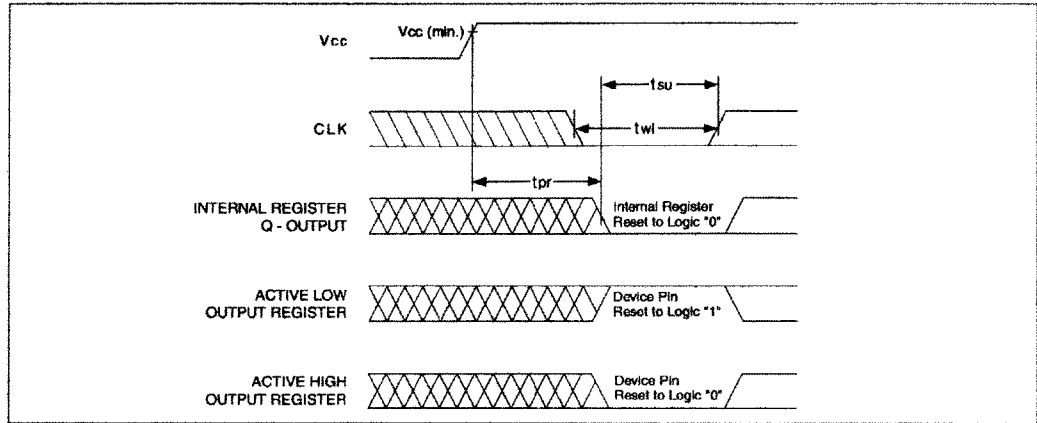 Vcc
Vcc (min.)
tsu
CLK
twl
tpr
INTERNAL REGISTER
Q - OUTPUT
Internal Register
Reset to Logic "0"
ACTIVE LOW
OUTPUT REGISTER
Device Pin
Reset to Logic "1"
ACTIVE HIGH
OUTPUT REGISTER
Device Pin
Reset to Logic "0"